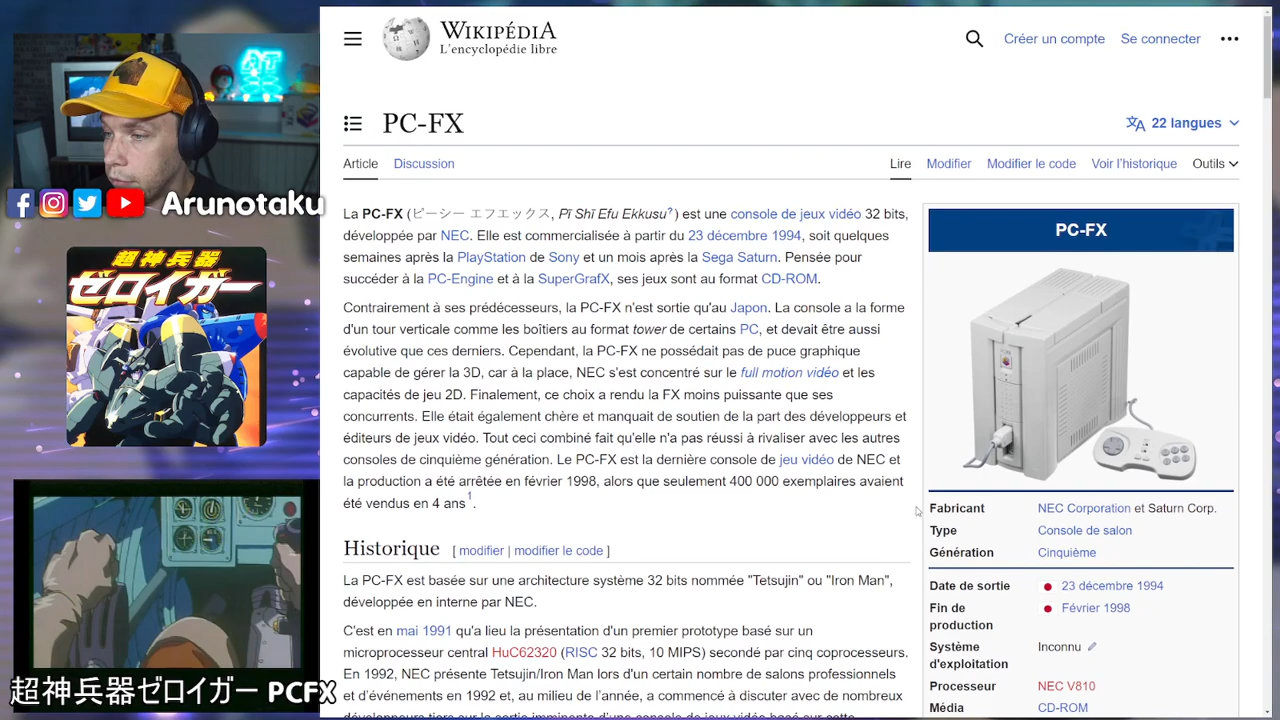 AT
Arunotaku
超神兵器
ゼロイガー
超神兵器ゼロイガー PCFX
WIKIPÉDIA
L'encyclopédie libre
Créer un compte
Se connecter
PC-FX
22 langues
Article
Discussion
Lire
Modifier
Modifier le code
Voir l'historique
Outils
La PC-FX (ピーシー エフエックス, Pī Shī Efu Ekkusu?) est une console de jeux vidéo 32 bits,
développée par NEC. Elle est commercialisée à partir du 23 décembre 1994, soit quelques
semaines après la PlayStation de Sony et un mois après la Sega Saturn. Pensée pour
succéder à la PC-Engine et à la SuperGrafX, ses jeux sont au format CD-ROM.
Contrairement à ses prédécesseurs, la PC-FX n'est sortie qu'au Japon. La console a la forme
d'un tour verticale comme les boîtiers au format tower de certains PC, et devait être aussi
évolutive que ces derniers. Cependant, la PC-FX ne possédait pas de puce graphique
capable de gérer la 3D, car à la place, NEC s'est concentré sur le full motion vidéo et les
capacités de jeu 2D. Finalement, ce choix a rendu la FX moins puissante que ses
concurrents. Elle était également chère et manquait de soutien de la part des développeurs et
éditeurs de jeux vidéo. Tout ceci combiné fait qu'elle n'a pas réussi à rivaliser avec les autres
consoles de cinquième génération. Le PC-FX est la dernière console de jeu vidéo de NEC et
la production a été arrêtée en février 1998, alors que seulement 400 000 exemplaires avaient
été vendus en 4 ans1.
Historique [ modifier | modifier le code ]
La PC-FX est basée sur une architecture système 32 bits nommée "Tetsujin" ou "Iron Man",
développée en interne par NEC.
C'est en mai 1991 qu'a lieu la présentation d'un premier prototype basé sur un
microprocesseur central HuC62320 (RISC 32 bits, 10 MIPS) secondé par cinq coprocesseurs.
En 1992, NEC présente Tetsujin/Iron Man lors d'un certain nombre de salons professionnels
et d'événements en 1992 et, au milieu de l'année, a commencé à discuter avec de nombreux
développeurs tiers sur la sortie imminente d'une console de jeux vidéo basé sur cette
PC-FX
Fabricant NEC Corporation et Saturn Corp.
Type Console de salon
Génération Cinquième
Date de sortie 23 décembre 1994
Fin de production Février 1998
Système d'exploitation Inconnu
Processeur NEC V810
Média CD-ROM